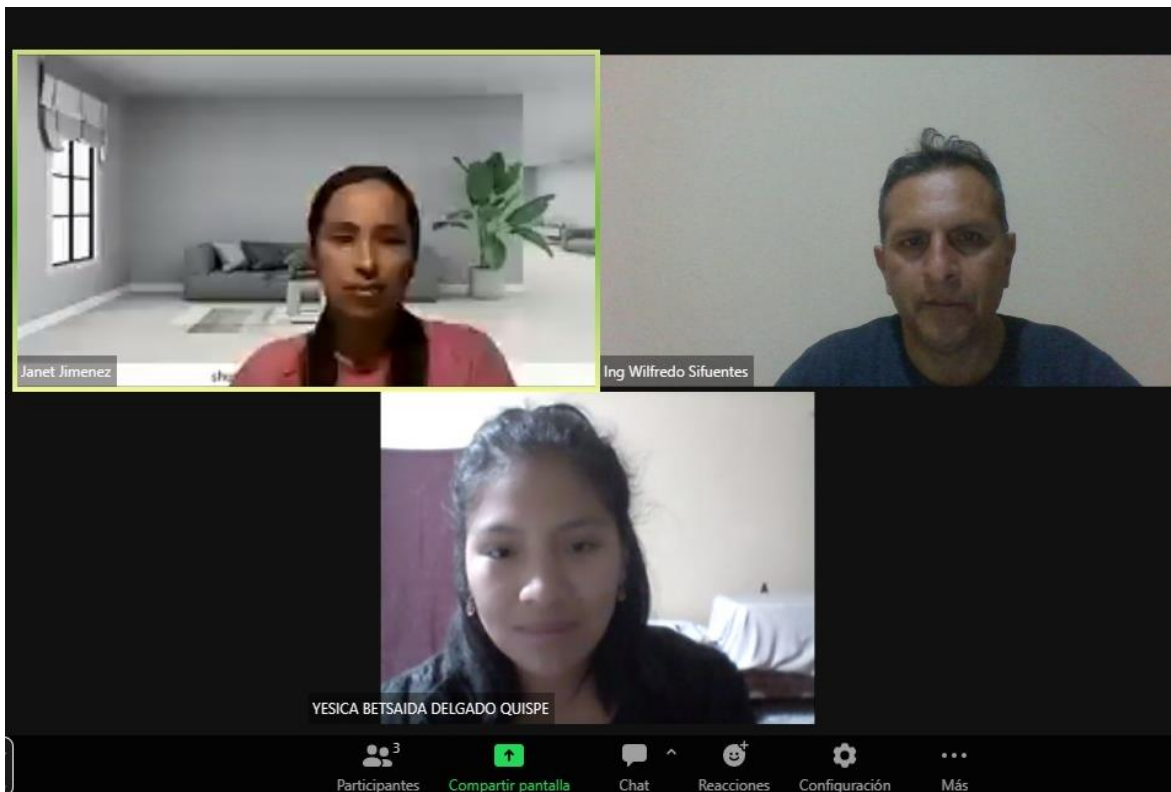 Janet Jimenez
Ing Wilfredo Sifuentes
YESICA BETSAIDA DELGADO QUISPE
3
Participantes
Compartir pantalla
Chat
Reacciones
Configuración
Más